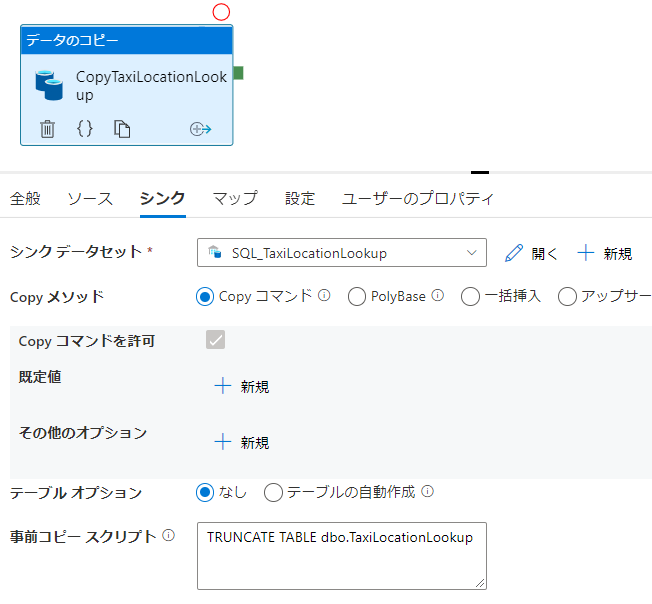 データのコピー
CopyTaxiLocationLook
up
{}
全般 ソース シンク マップ 設定 ユーザーのプロパティ
シンク データセット * SQL_TaxiLocationLookup 開く 新規
Copy メソッド Copy コマンド PolyBase 一括挿入 アップサー
Copy コマンドを許可
既定値 新規
その他のオプション 新規
テーブル オプション なし テーブルの自動作成
事前コピー スクリプト TRUNCATE TABLE dbo.TaxiLocationLookup